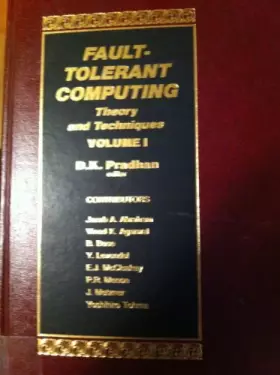 FAULT-
TOLERANT
COMPUTING
Theory
and Techniques
VOLUME I
D.K. Pradhan
editor
CONTRIBUTORS
Jacob A. Abraham
Vinod K. Agarwal
B. Bose
Y. Levendel
E.J. McCluskey
P.R. Menon
J. Metzner
Yoshihiro Tohma